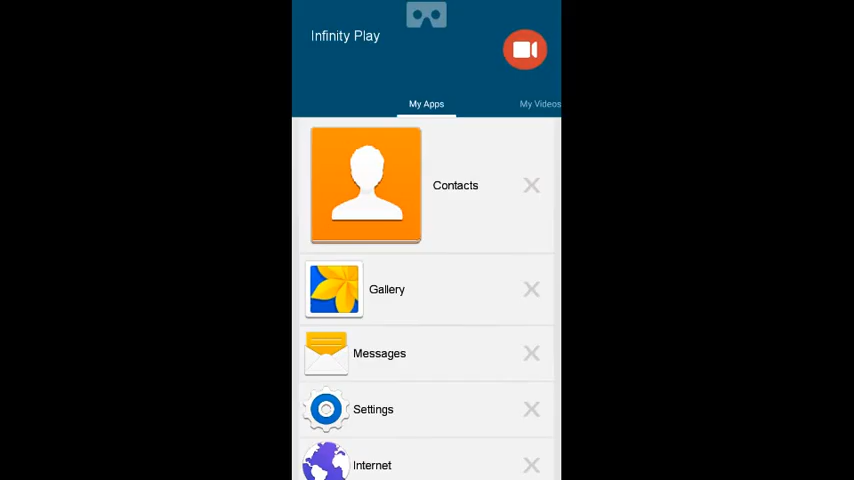 Infinity Play
My Apps
My Videos
Contacts
Gallery
Messages
Settings
Internet